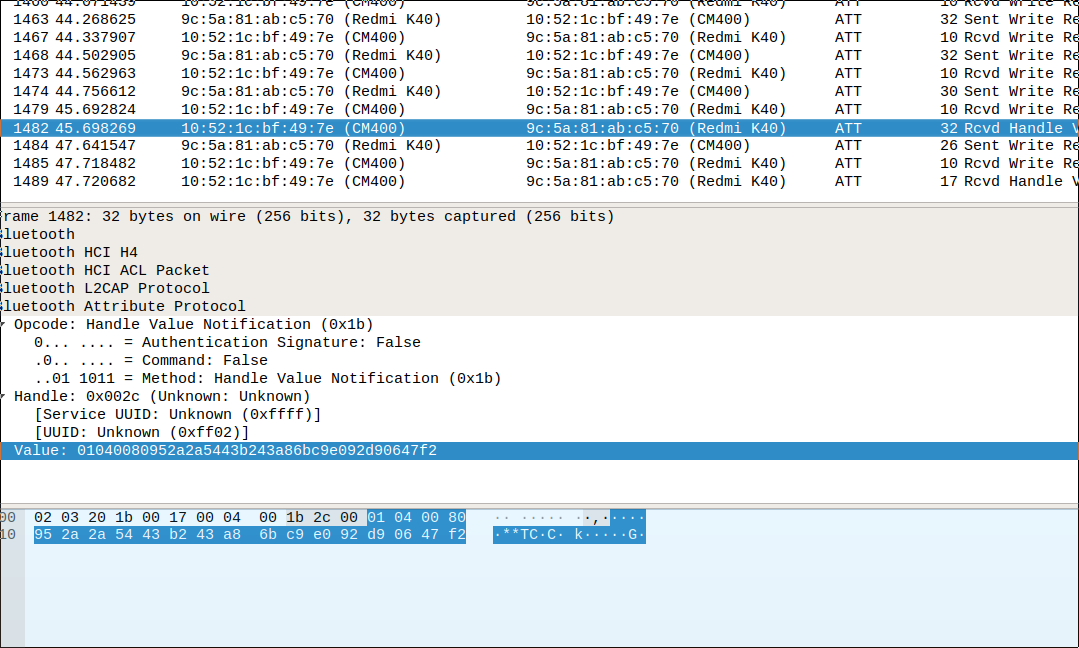 1463 44.268625 9c:5a:81:ab:c5:70 (Redmi K40) 10:52:1c:bf:49:7e (CM400) ATT 32 Sent Write Re
1467 44.337907 10:52:1c:bf:49:7e (CM400) 9c:5a:81:ab:c5:70 (Redmi K40) ATT 10 Rcvd Write Re
1468 44.502905 9c:5a:81:ab:c5:70 (Redmi K40) 10:52:1c:bf:49:7e (CM400) ATT 32 Sent Write Re
1473 44.562963 10:52:1c:bf:49:7e (CM400) 9c:5a:81:ab:c5:70 (Redmi K40) ATT 10 Rcvd Write Re
1474 44.756612 9c:5a:81:ab:c5:70 (Redmi K40) 10:52:1c:bf:49:7e (CM400) ATT 30 Sent Write Re
1479 45.692824 10:52:1c:bf:49:7e (CM400) 9c:5a:81:ab:c5:70 (Redmi K40) ATT 10 Rcvd Write Re
1482 45.698269 10:52:1c:bf:49:7e (CM400) 9c:5a:81:ab:c5:70 (Redmi K40) ATT 32 Rcvd Handle V
1484 47.641547 9c:5a:81:ab:c5:70 (Redmi K40) 10:52:1c:bf:49:7e (CM400) ATT 26 Sent Write Re
1485 47.718482 10:52:1c:bf:49:7e (CM400) 9c:5a:81:ab:c5:70 (Redmi K40) ATT 10 Rcvd Write Re
1489 47.720682 10:52:1c:bf:49:7e (CM400) 9c:5a:81:ab:c5:70 (Redmi K40) ATT 17 Rcvd Handle V
rame 1482: 32 bytes on wire (256 bits), 32 bytes captured (256 bits)
luetooth
luetooth HCI H4
luetooth HCI ACL Packet
luetooth L2CAP Protocol
luetooth Attribute Protocol
Opcode: Handle Value Notification (0x1b)
0... .... = Authentication Signature: False
.0.. .... = Command: False
..01 1011 = Method: Handle Value Notification (0x1b)
Handle: 0x002c (Unknown: Unknown)
[Service UUID: Unknown (0xffff)]
[UUID: Unknown (0xff02)]
Value: 01040080952a2a5443b243a86bc9e092d90647f2
00 02 03 20 1b 00 17 00 04 00 1b 2c 00 01 04 00 80 ·· ····· ··,·····
10 95 2a 2a 54 43 b2 43 a8 6b c9 e0 92 d9 06 47 f2 ·**TC·C· k·····G·